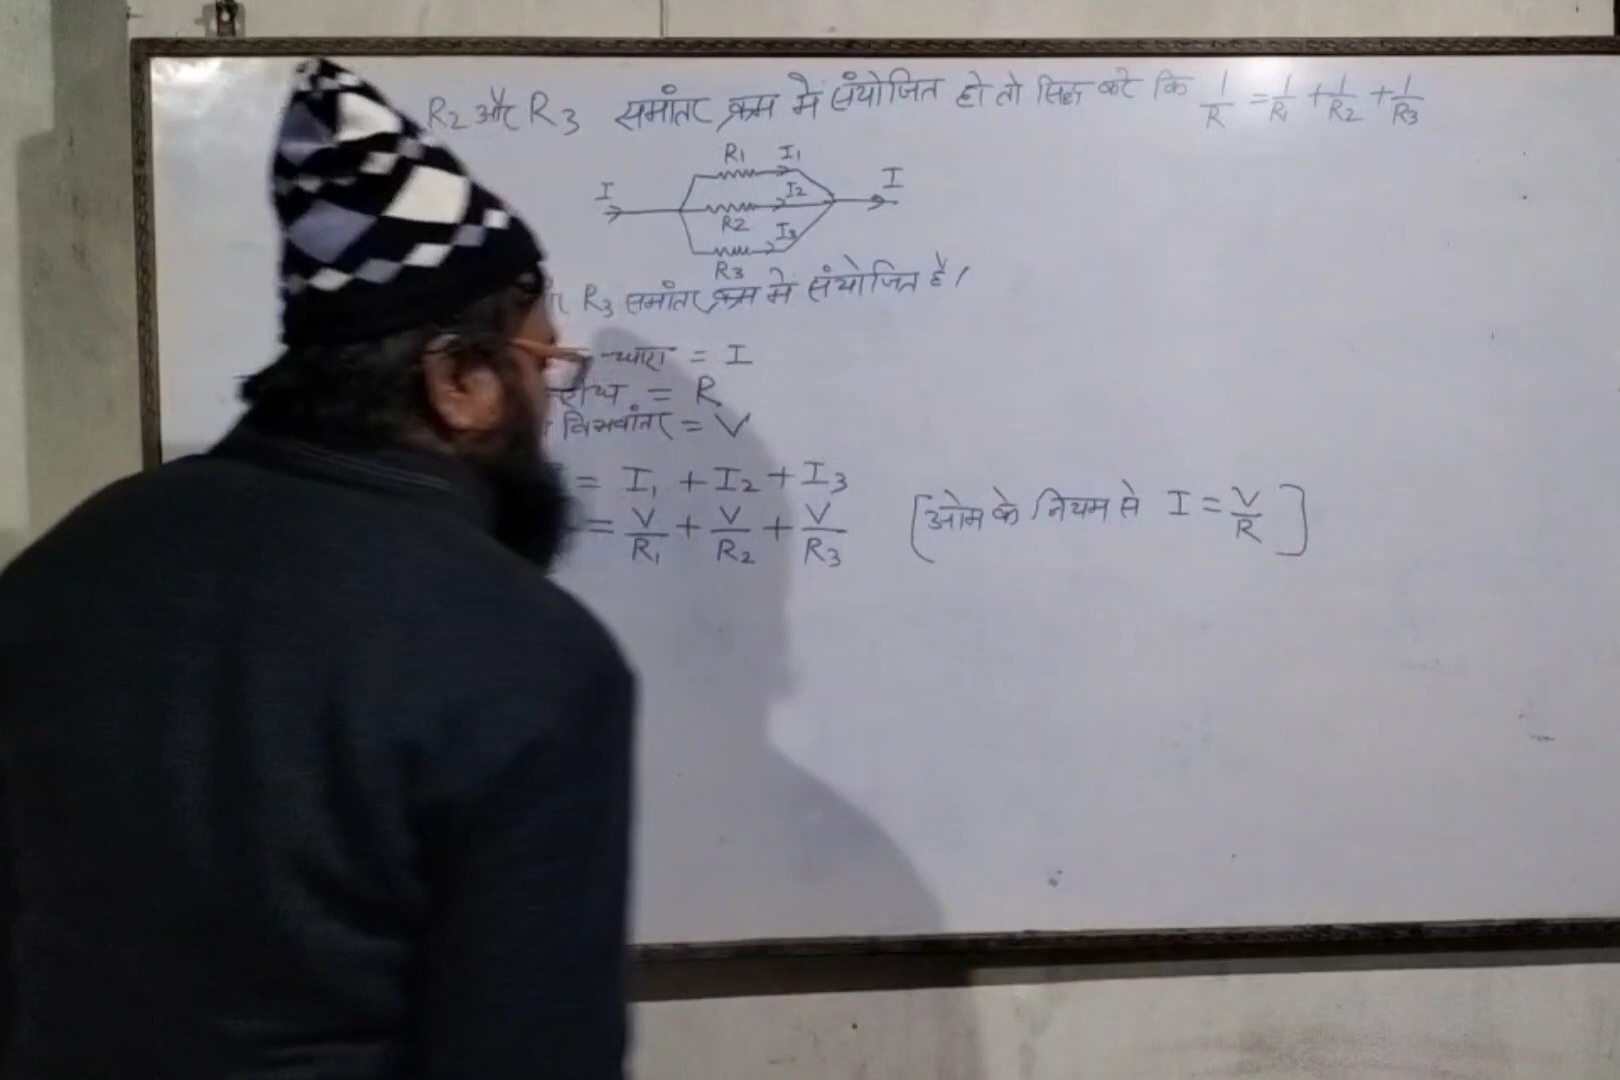 R2 और R3 समांतर क्रम में संयोजित हो तो सिद्ध करे कि 1/R = 1/R1 + 1/R2 + 1/R3
R1 I1
I I2 I
R2 I3
R3
R3 समांतर क्रम में संयोजित है।
धारा = I
= R
विभवांतर = V
= I1 + I2 + I3
= V/R1 + V/R2 + V/R3 [ओम के नियम से I = V/R]